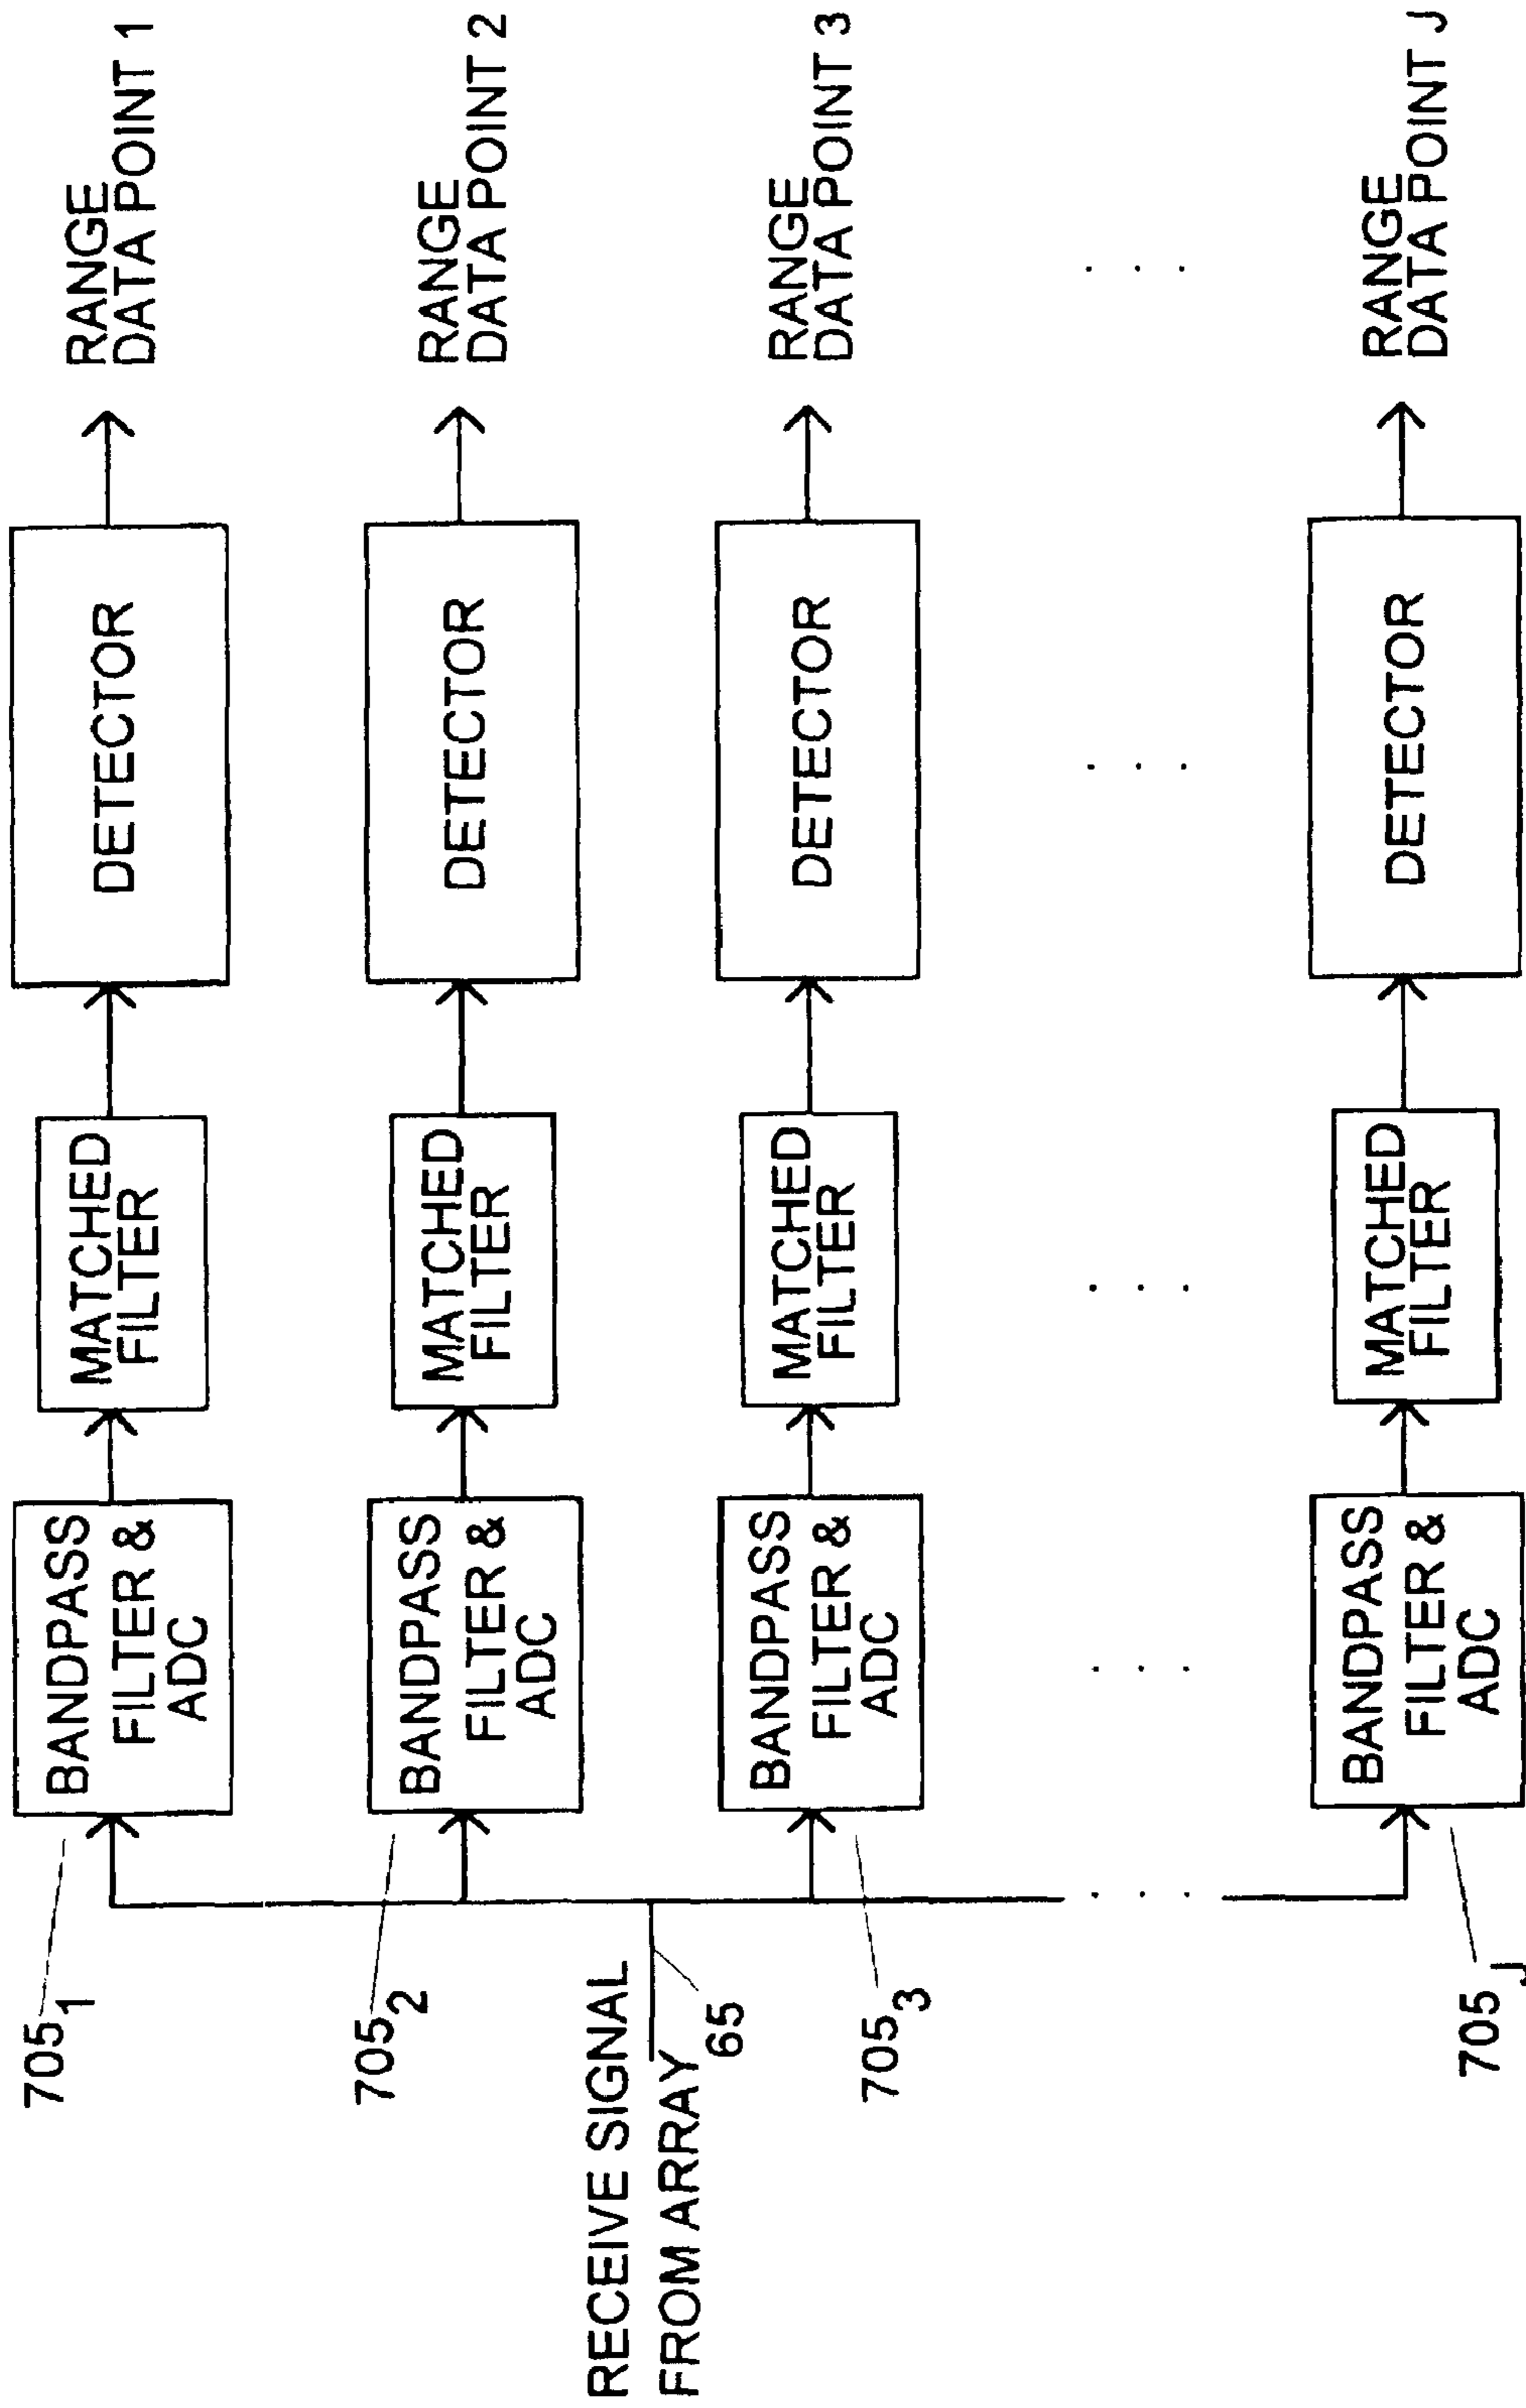 705 1
BANDPASS
FILTER &
ADC
MATCHED
FILTER
DETECTOR
RANGE
DATA POINT 1
705 2
BANDPASS
FILTER &
ADC
MATCHED
FILTER
DETECTOR
RANGE
DATA POINT 2
RECEIVE SIGNAL
FROM ARRAY
65
705 3
BANDPASS
FILTER &
ADC
MATCHED
FILTER
DETECTOR
RANGE
DATA POINT 3
. . .
. . .
. . .
. . .
. . .
705 J
BANDPASS
FILTER &
ADC
MATCHED
FILTER
DETECTOR
RANGE
DATA POINT J